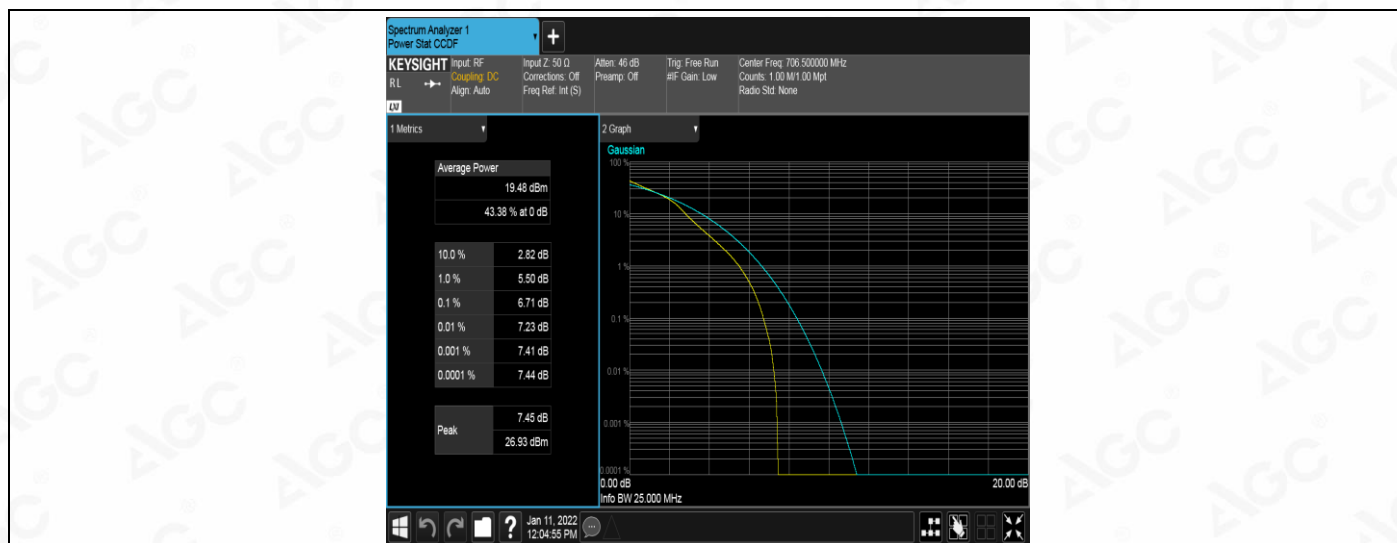 Spectrum Analyzer 1
Power Stat CCDF
KEYSIGHT
R L
LXI
Input: RF
Coupling: DC
Align: Auto
Input Z: 50 Ω
Corrections: Off
Freq Ref: Int (S)
Atten: 46 dB
Preamp: Off
Trig: Free Run
#IF Gain: Low
Center Freq: 706.500000 MHz
Counts: 1.00 M/1.00 Mpt
Radio Std: None
1 Metrics
Average Power
19.48 dBm
43.38 % at 0 dB
10.0 % 2.82 dB
1.0 % 5.50 dB
0.1 % 6.71 dB
0.01 % 7.23 dB
0.001 % 7.41 dB
0.0001 % 7.44 dB
Peak
7.45 dB
26.93 dBm
2 Graph
Gaussian
100 %
10 %
1 %
0.1 %
0.01 %
0.001 %
0.0001 %
0.00 dB 20.00 dB
Info BW 25.000 MHz
Jan 11, 2022
12:04:55 PM
AGC